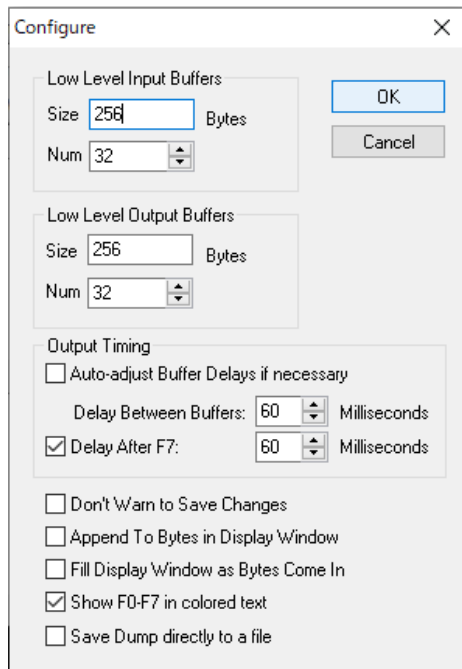 Configure
Low Level Input Buffers
Size 256 Bytes
Num 32
OK
Cancel
Low Level Output Buffers
Size 256 Bytes
Num 32
Output Timing
Auto-adjust Buffer Delays if necessary
Delay Between Buffers: 60 Milliseconds
Delay After F7: 60 Milliseconds
Don't Warn to Save Changes
Append To Bytes in Display Window
Fill Display Window as Bytes Come In
Show F0-F7 in colored text
Save Dump directly to a file